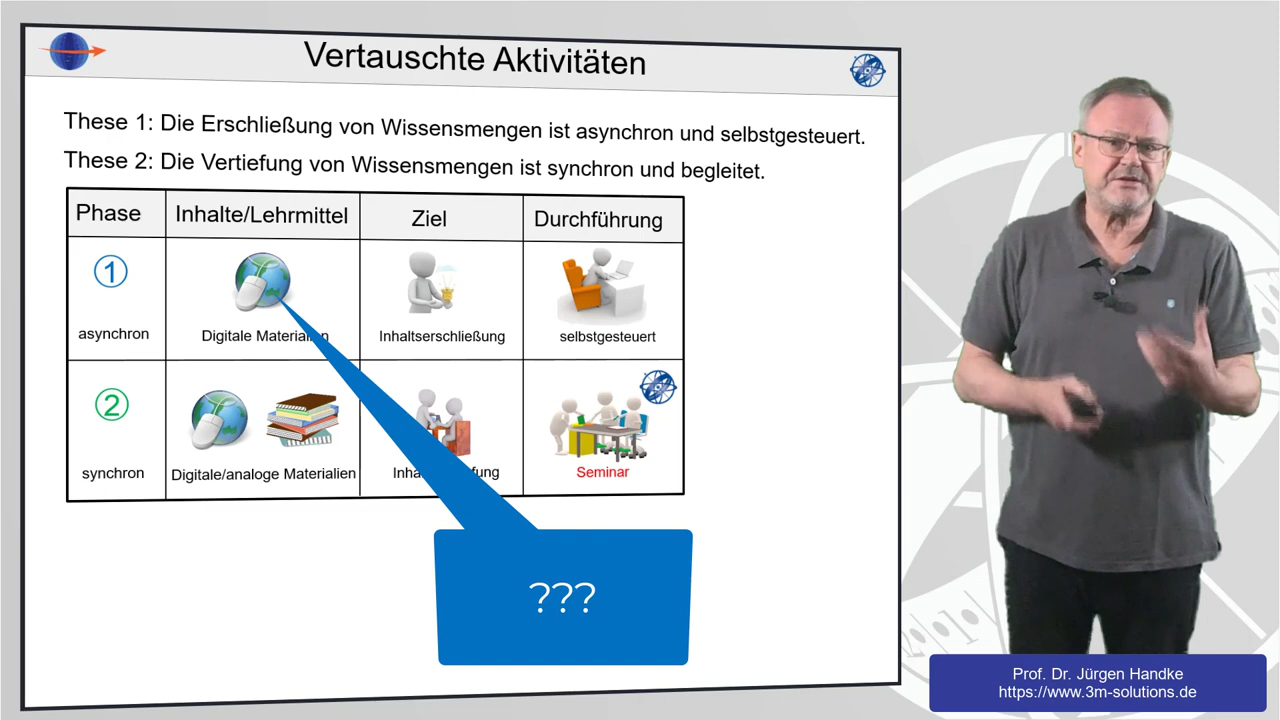 Vertauschte Aktivitäten
These 1: Die Erschließung von Wissensmengen ist asynchron und selbstgesteuert.
These 2: Die Vertiefung von Wissensmengen ist synchron und begleitet.
Phase Inhalte/Lehrmittel Ziel Durchführung
1
asynchron Digitale Materialien Inhaltserschließung selbstgesteuert
2
synchron Digitale/analoge Materialien Seminar
???
Prof. Dr. Jürgen Handke
https://www.3m-solutions.de